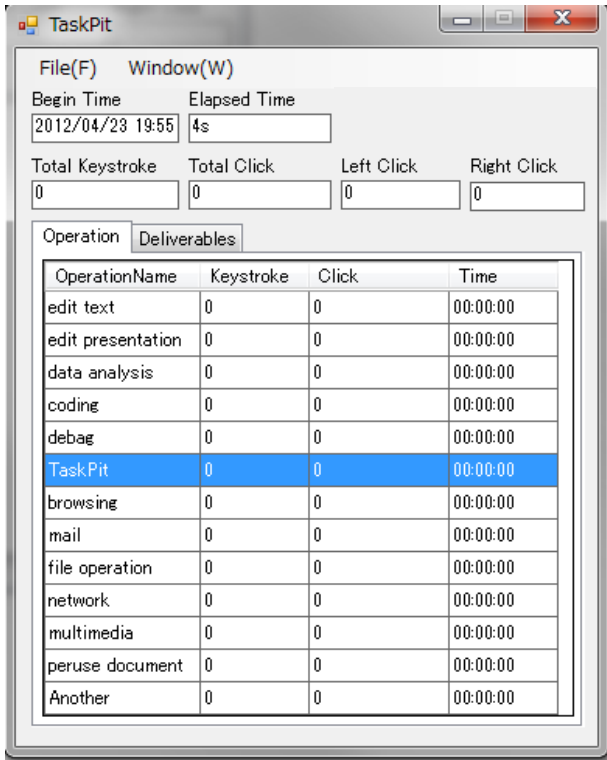 TaskPit
File(F) Window(W)
Begin Time Elapsed Time
2012/04/23 19:55 4s
Total Keystroke Total Click Left Click Right Click
0 0 0 0
Operation Deliverables
OperationName Keystroke Click Time
edit text 0 0 00:00:00
edit presentation 0 0 00:00:00
data analysis 0 0 00:00:00
coding 0 0 00:00:00
debag 0 0 00:00:00
TaskPit 0 0 00:00:00
browsing 0 0 00:00:00
mail 0 0 00:00:00
file operation 0 0 00:00:00
network 0 0 00:00:00
multimedia 0 0 00:00:00
peruse document 0 0 00:00:00
Another 0 0 00:00:00